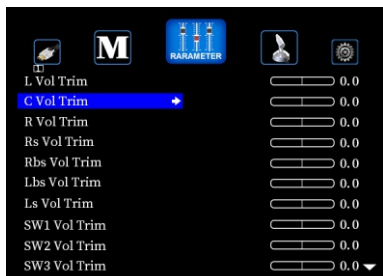 M
RARAMETER
L Vol Trim 0.0
C Vol Trim 0.0
R Vol Trim 0.0
Rs Vol Trim 0.0
Rbs Vol Trim 0.0
Lbs Vol Trim 0.0
Ls Vol Trim 0.0
SW1 Vol Trim 0.0
SW2 Vol Trim 0.0
SW3 Vol Trim 0.0